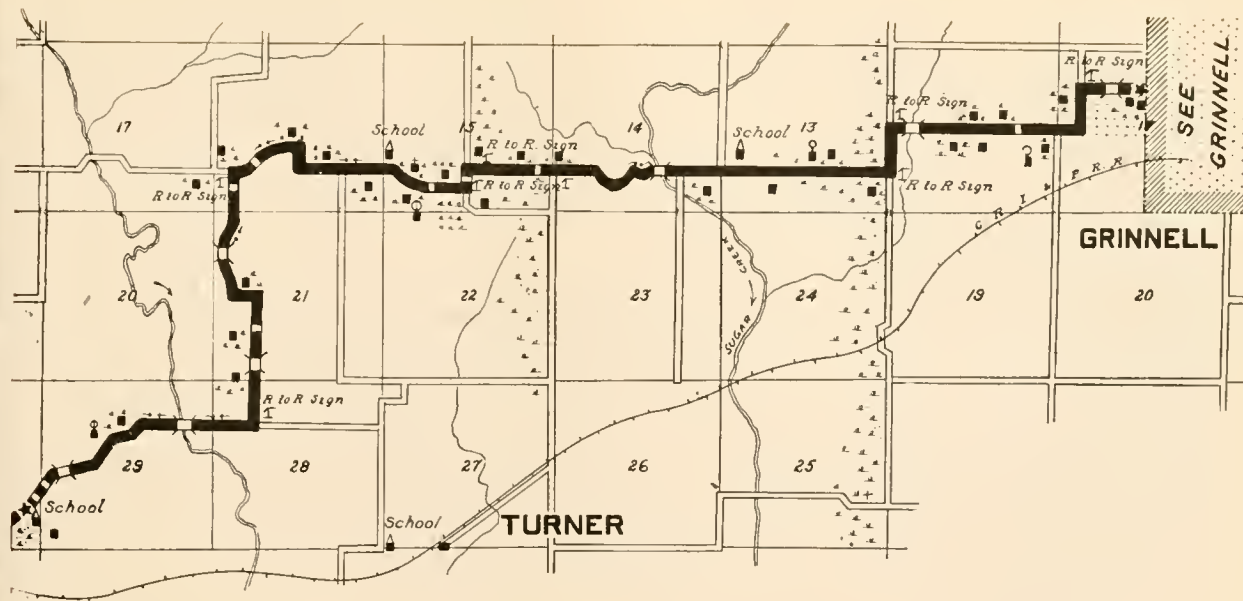 SEE
GRINNELL
R to R Sign
17
School
15
14
School
13
R to R Sign
R to R. Sign
R to R Sign
R to R Sign
R to R Sign
C R I & P R R
GRINNELL
20
21
22
23
24
19
20
SUGAR CREEK
R to R Sign
29
28
27
26
25
School
School
TURNER